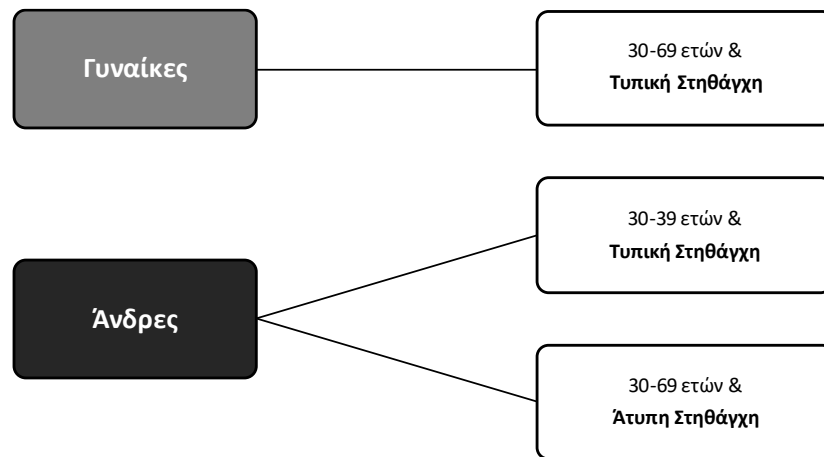 Γυναίκες
30-69 ετών &
Τυπική Στηθάγχη
Άνδρες
30-39 ετών &
Τυπική Στηθάγχη
30-69 ετών &
Άτυπη Στηθάγχη